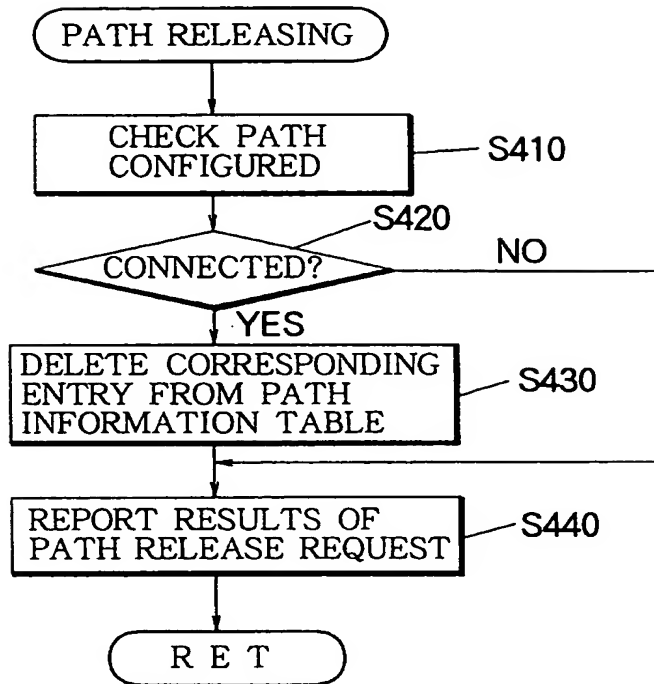 PATH RELEASING
CHECK PATH
CONFIGURED
S410
S420
CONNECTED?
NO
YES
DELETE CORRESPONDING
ENTRY FROM PATH
INFORMATION TABLE
S430
REPORT RESULTS OF
PATH RELEASE REQUEST
S440
R E T